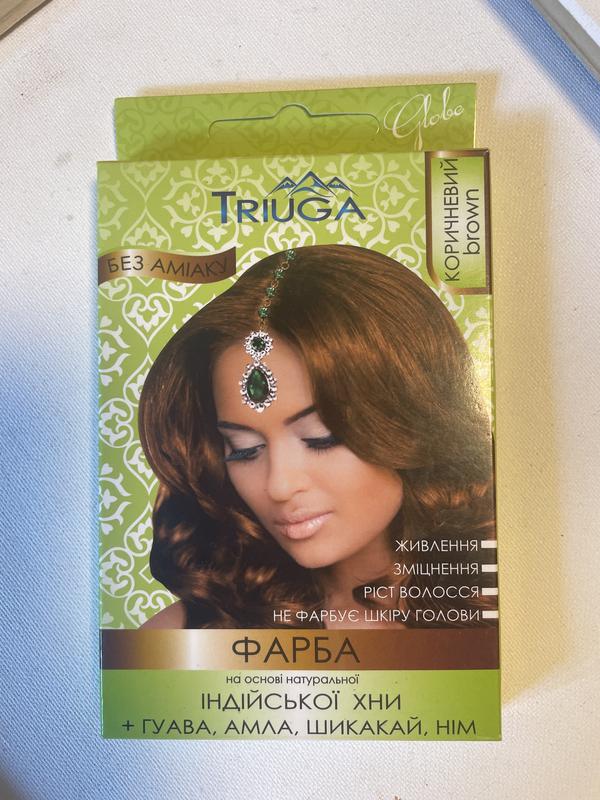 Globe
TRIUGA
КОРИЧНЕВИЙ
brown
БЕЗ АМІАКУ
ЖИВЛЕННЯ
ЗМІЦНЕННЯ
РІСТ ВОЛОССЯ
НЕ ФАРБУЄ ШКІРУ ГОЛОВИ
ФАРБА
на основі натуральної
ІНДІЙСЬКОЇ ХНИ
+ ГУАВА, АМЛА, ШИКАКАЙ, НІМ